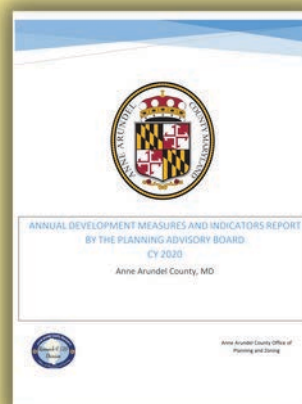 ANNE ARUNDEL COUNTY MARYLAND
ANNUAL DEVELOPMENT MEASURES AND INDICATORS REPORT
BY THE PLANNING ADVISORY BOARD
CY 2020
Anne Arundel County, MD
Anne Arundel County Office of
Planning and Zoning